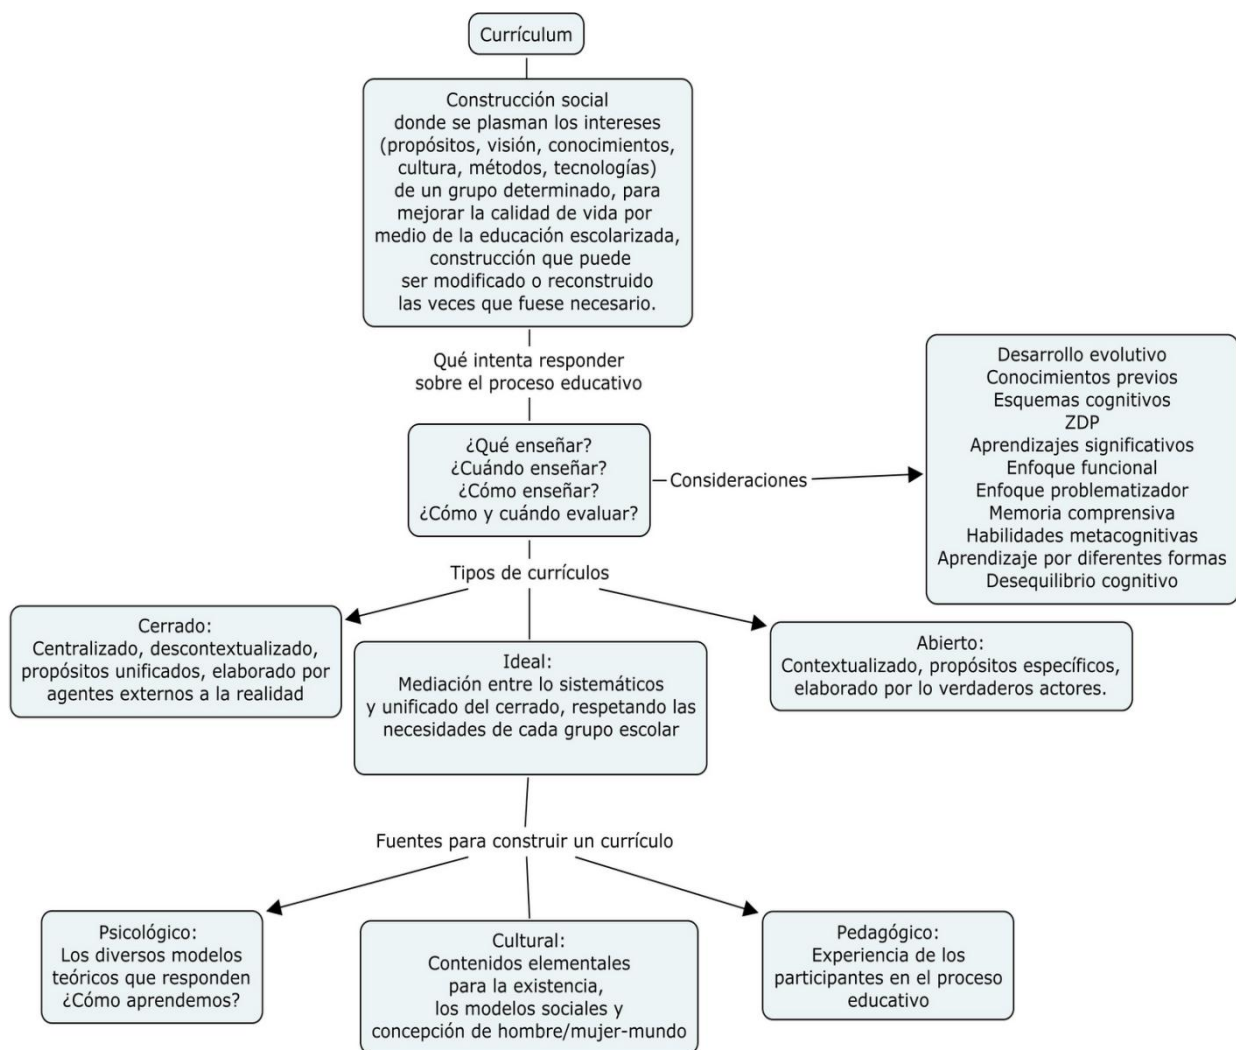 Currículum
Construcción social
donde se plasman los intereses
(propósitos, visión, conocimientos,
cultura, métodos, tecnologías)
de un grupo determinado, para
mejorar la calidad de vida por
medio de la educación escolarizada,
construcción que puede
ser modificado o reconstruido
las veces que fuese necesario.
Qué intenta responder
sobre el proceso educativo
¿Qué enseñar?
¿Cuándo enseñar?
¿Cómo enseñar?
¿Cómo y cuándo evaluar?
Consideraciones
Desarrollo evolutivo
Conocimientos previos
Esquemas cognitivos
ZDP
Aprendizajes significativos
Enfoque funcional
Enfoque problematizador
Memoria comprensiva
Habilidades metacognitivas
Aprendizaje por diferentes formas
Desequilibrio cognitivo
Tipos de currículos
Cerrado:
Centralizado, descontextualizado,
propósitos unificados, elaborado por
agentes externos a la realidad
Ideal:
Mediación entre lo sistemáticos
y unificado del cerrado, respetando las
necesidades de cada grupo escolar
Abierto:
Contextualizado, propósitos específicos,
elaborado por lo verdaderos actores.
Fuentes para construir un currículo
Psicológico:
Los diversos modelos
teóricos que responden
¿Cómo aprendemos?
Cultural:
Contenidos elementales
para la existencia,
los modelos sociales y
concepción de hombre/mujer-mundo
Pedagógico:
Experiencia de los
participantes en el proceso
educativo